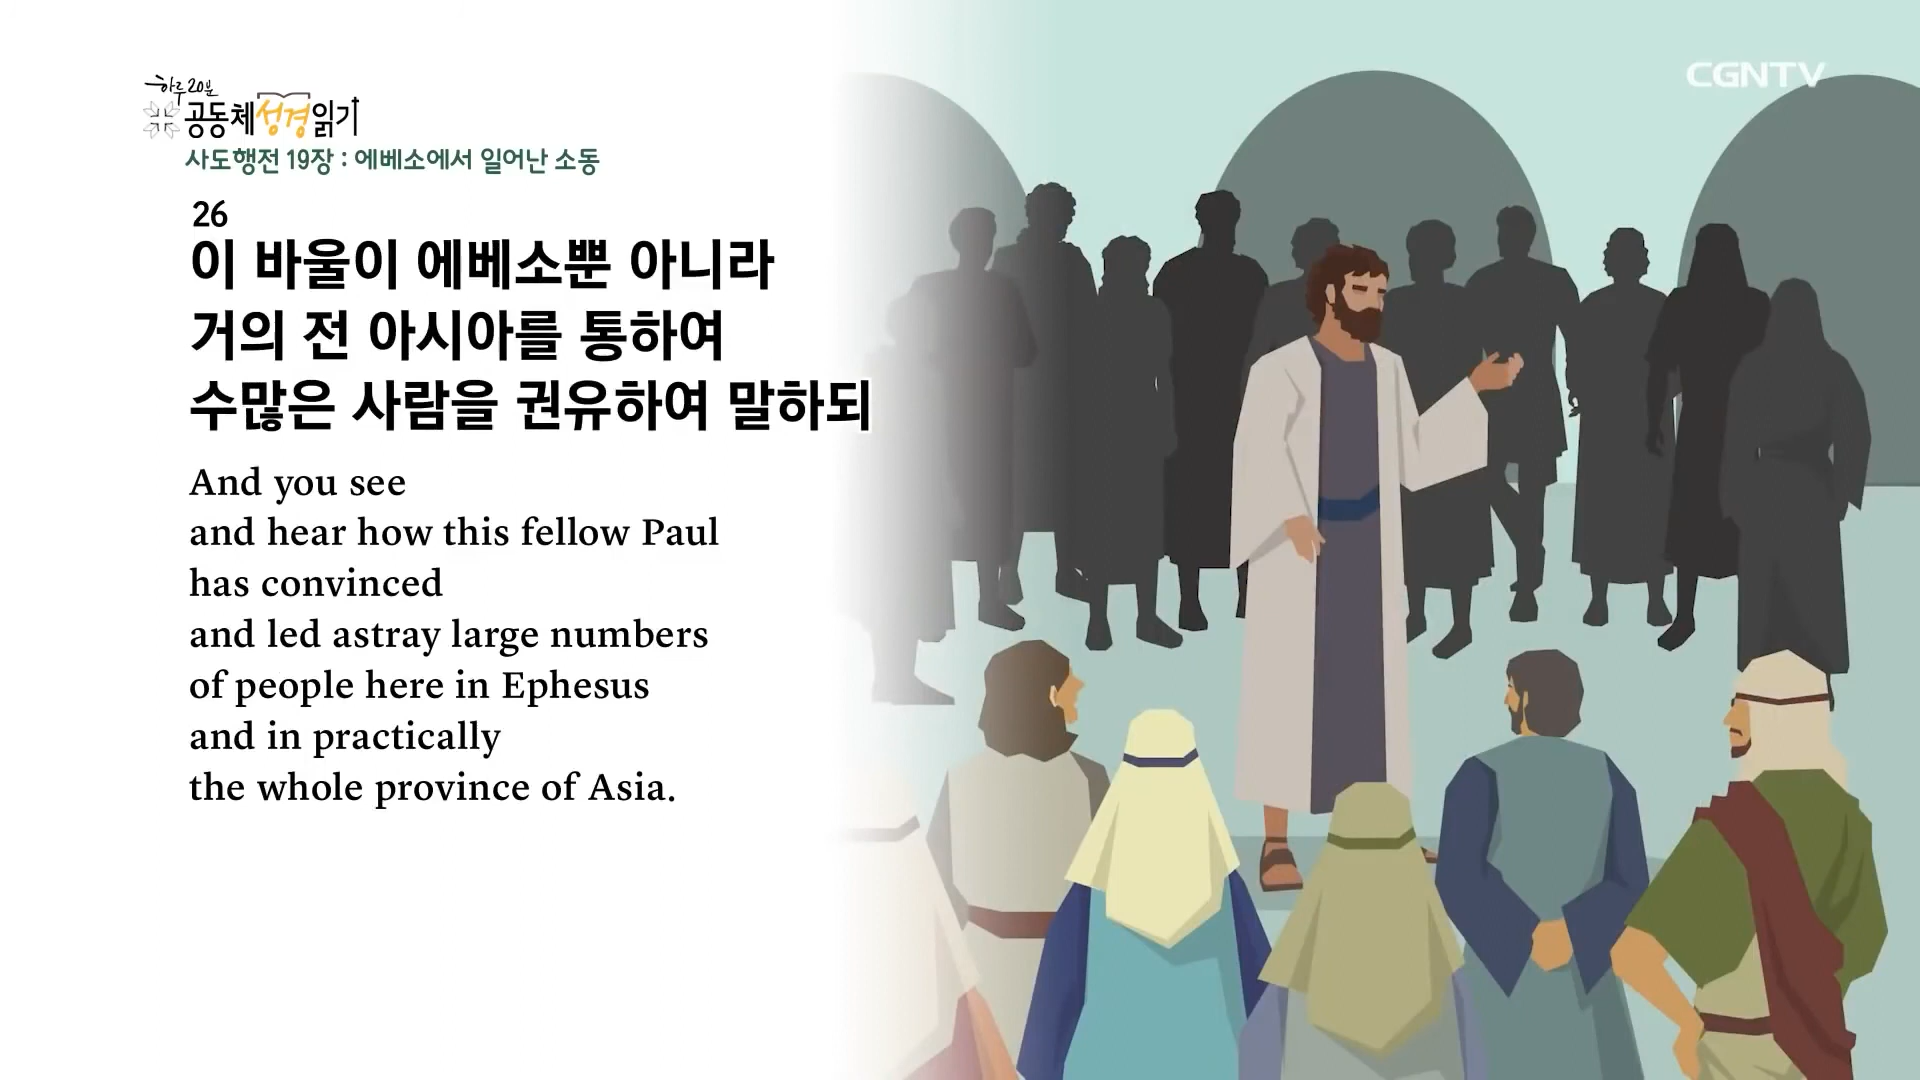 하루 20분
공동체성경읽기
CGNTV
사도행전 19장 : 에베소에서 일어난 소동
26
이 바울이 에베소뿐 아니라
거의 전 아시아를 통하여
수많은 사람을 권유하여 말하되
And you see
and hear how this fellow Paul
has convinced
and led astray large numbers
of people here in Ephesus
and in practically
the whole province of Asia.